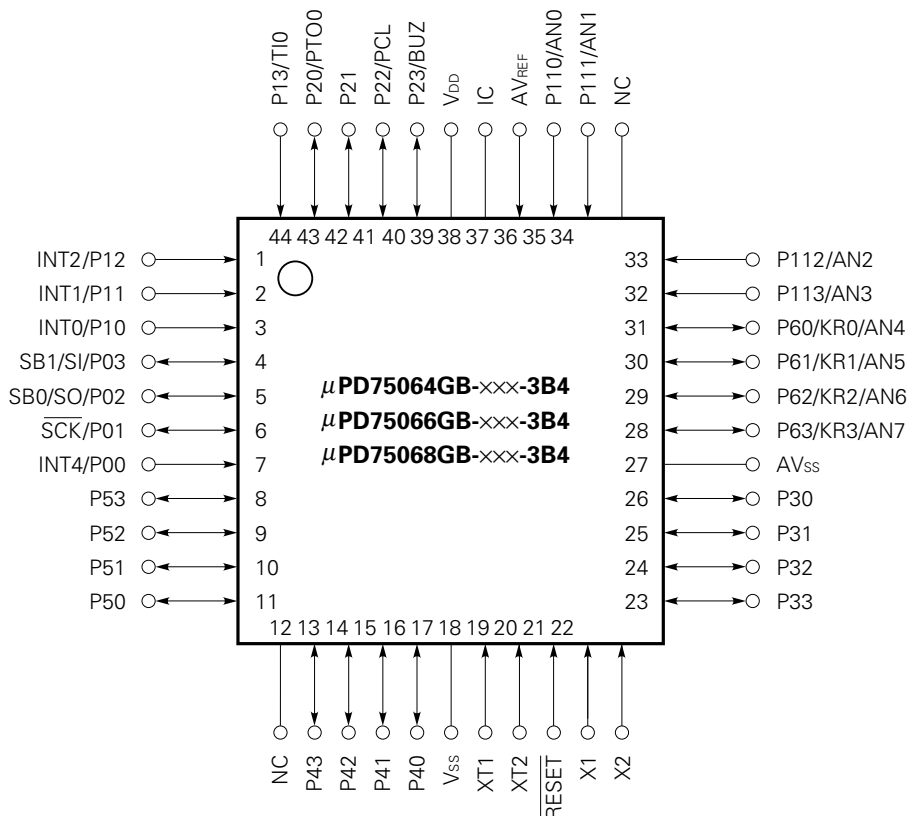 P13/TI0
P20/PTO0
P21
P22/PCL
P23/BUZ
VDD
IC
AVREF
P110/AN0
P111/AN1
NC
44 43 42 41 40 39 38 37 36 35 34
INT2/P12 1
INT1/P11 2
INT0/P10 3
SB1/SI/P03 4
SB0/SO/P02 5
SCK/P01 6
INT4/P00 7
P53 8
P52 9
P51 10
P50 11
μPD75064GB-×××-3B4
μPD75066GB-×××-3B4
μPD75068GB-×××-3B4
33 P112/AN2
32 P113/AN3
31 P60/KR0/AN4
30 P61/KR1/AN5
29 P62/KR2/AN6
28 P63/KR3/AN7
27 AVSS
26 P30
25 P31
24 P32
23 P33
12 13 14 15 16 17 18 19 20 21 22
NC
P43
P42
P41
P40
VSS
XT1
XT2
RESET
X1
X2